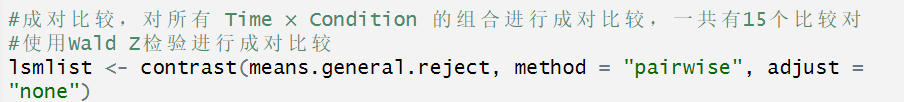 #成对比较，对所有 Time × Condition 的组合进行成对比较，一共有15个比较对
#使用Wald Z检验进行成对比较
lsmlist <- contrast(means.general.reject, method = "pairwise", adjust =
"none")